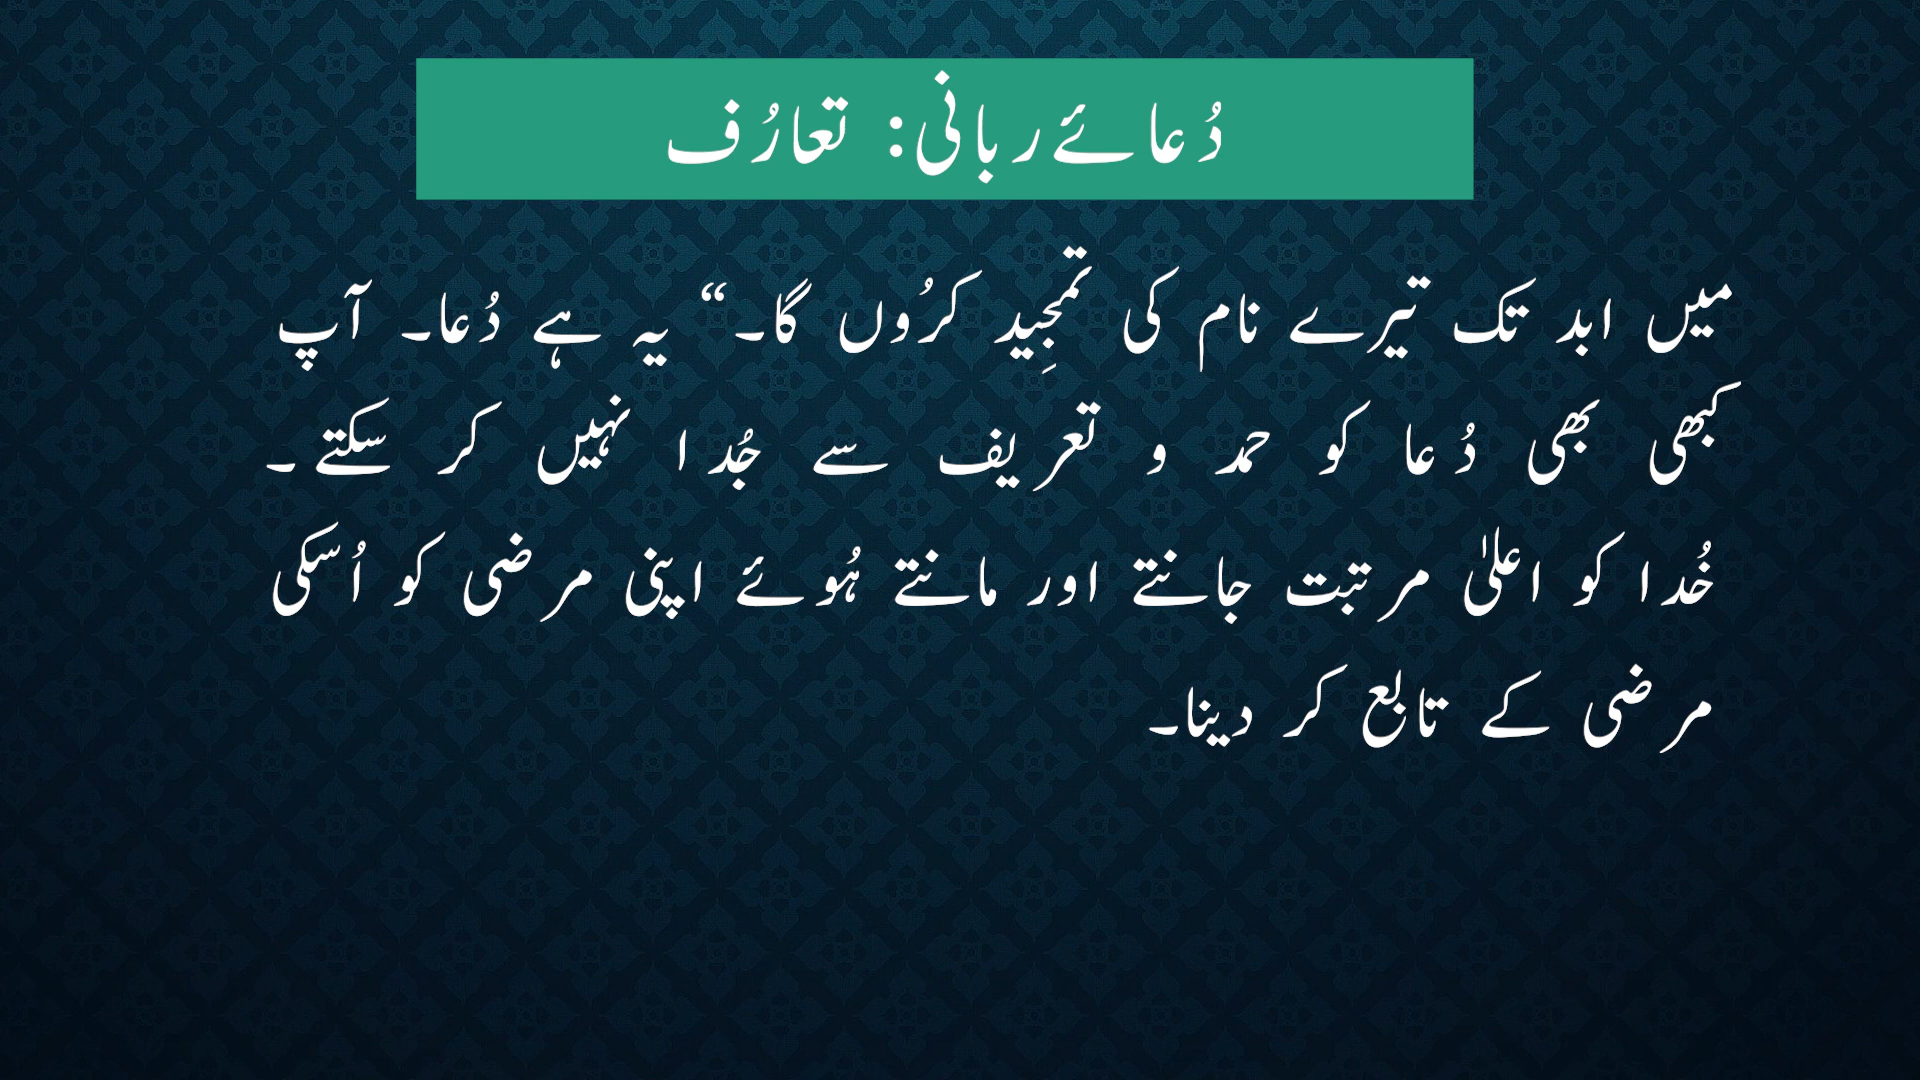 دُعائے ربانی: تعارُف
میں ابد تک تیرے نام کی تمجِید کرُوں گا۔“ یہ ہے دُعا۔ آپ
کبھی بھی دُعا کو حمد و تعریف سے جُدا نہیں کر سکتے۔
خُدا کو اعلیٰ مرتبت جانتے اور مانتے ہُوئے اپنی مرضی کو اُسکی
مرضی کے تابع کر دینا۔